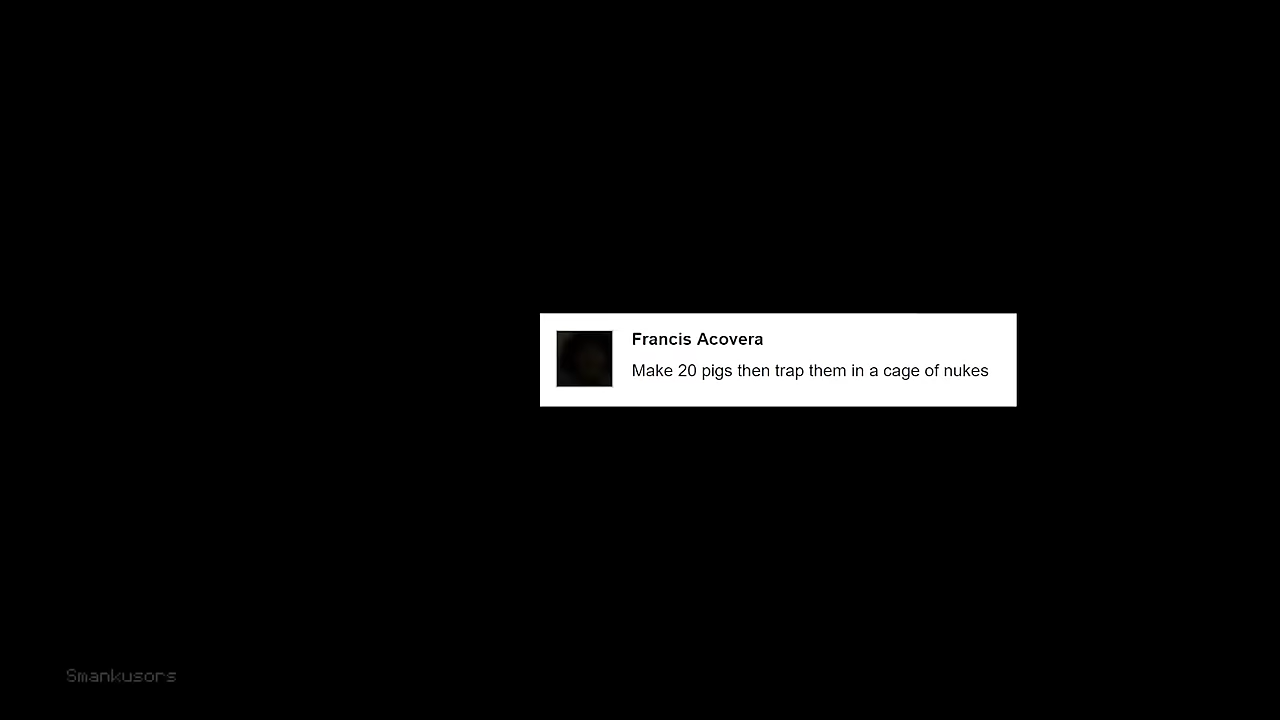 Francis Acovera
Make 20 pigs then trap them in a cage of nukes
Smankusors